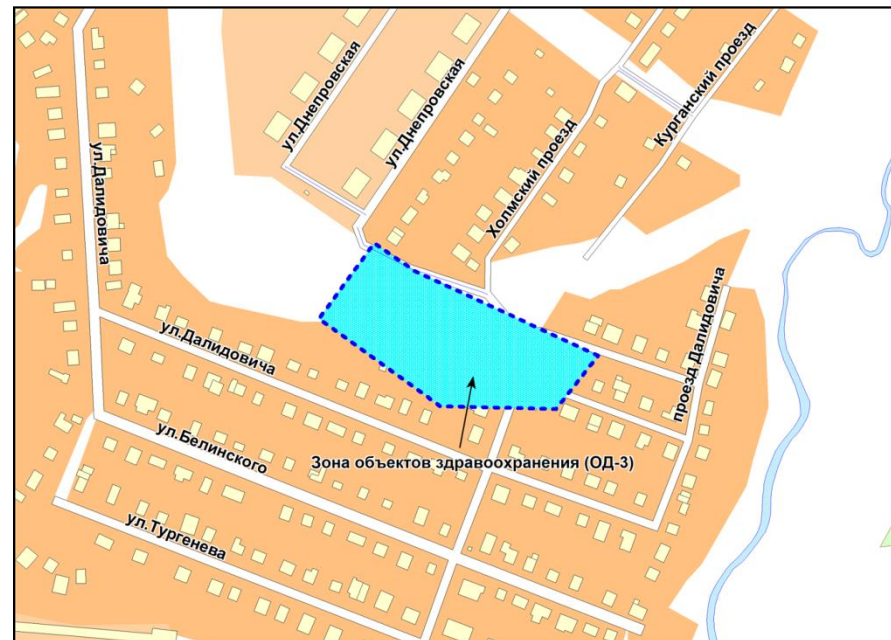 ул.Днепровская
ул.Днепровская
Курганский проезд
Холмский проезд
ул.Далидовича
ул.Далидовича
проезд Далидовича
ул.Белинского
Зона объектов здравоохранения (ОД-3)
ул.Тургенева